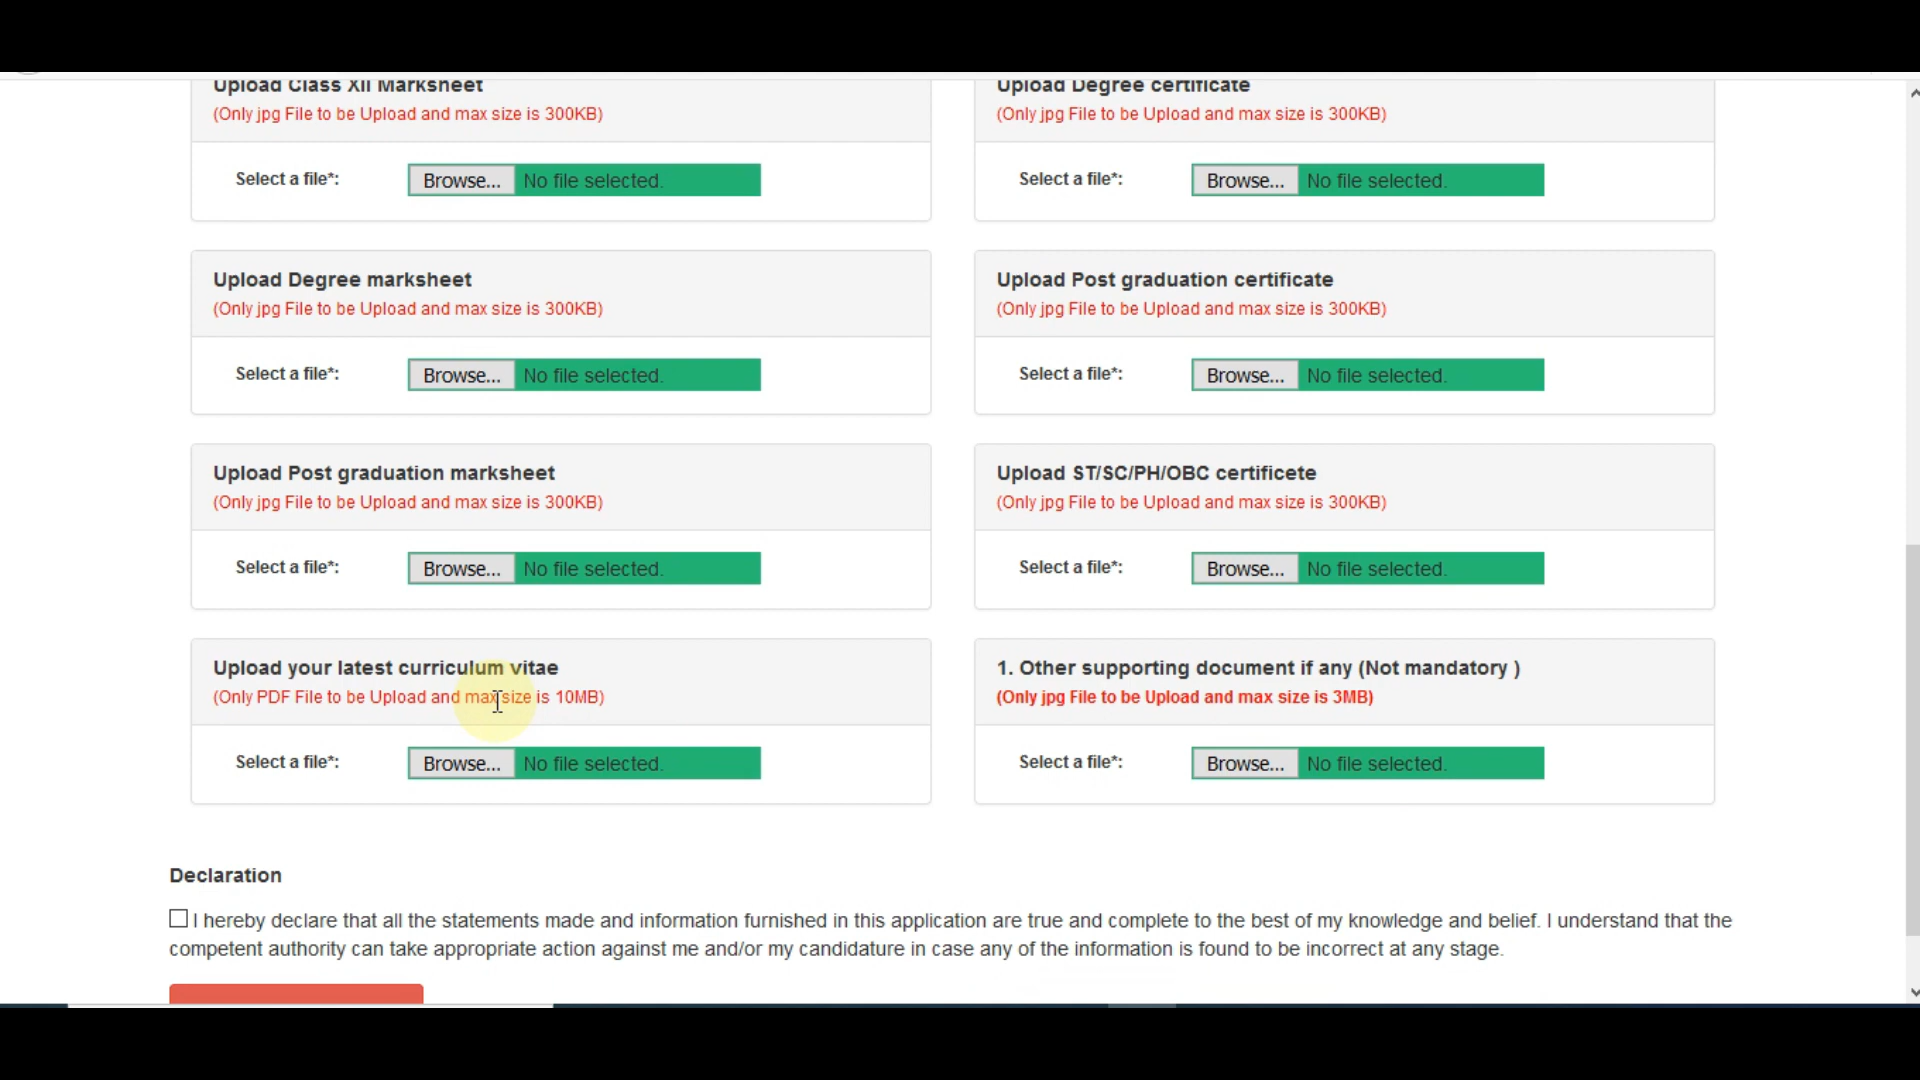 Upload Class XII Marksheet
(Only jpg File to be Upload and max size is 300KB)
Select a file*:
Browse... No file selected.
Upload Degree certificate
(Only jpg File to be Upload and max size is 300KB)
Select a file*:
Browse... No file selected.
Upload Degree marksheet
(Only jpg File to be Upload and max size is 300KB)
Select a file*:
Browse... No file selected.
Upload Post graduation certificate
(Only jpg File to be Upload and max size is 300KB)
Select a file*:
Browse... No file selected.
Upload Post graduation marksheet
(Only jpg File to be Upload and max size is 300KB)
Select a file*:
Browse... No file selected.
Upload ST/SC/PH/OBC certificete
(Only jpg File to be Upload and max size is 300KB)
Select a file*:
Browse... No file selected.
Upload your latest curriculum vitae
(Only PDF File to be Upload and max size is 10MB)
Select a file*:
Browse... No file selected.
1. Other supporting document if any (Not mandatory )
(Only jpg File to be Upload and max size is 3MB)
Select a file*:
Browse... No file selected.
Declaration
I hereby declare that all the statements made and information furnished in this application are true and complete to the best of my knowledge and belief. I understand that the
competent authority can take appropriate action against me and/or my candidature in case any of the information is found to be incorrect at any stage.